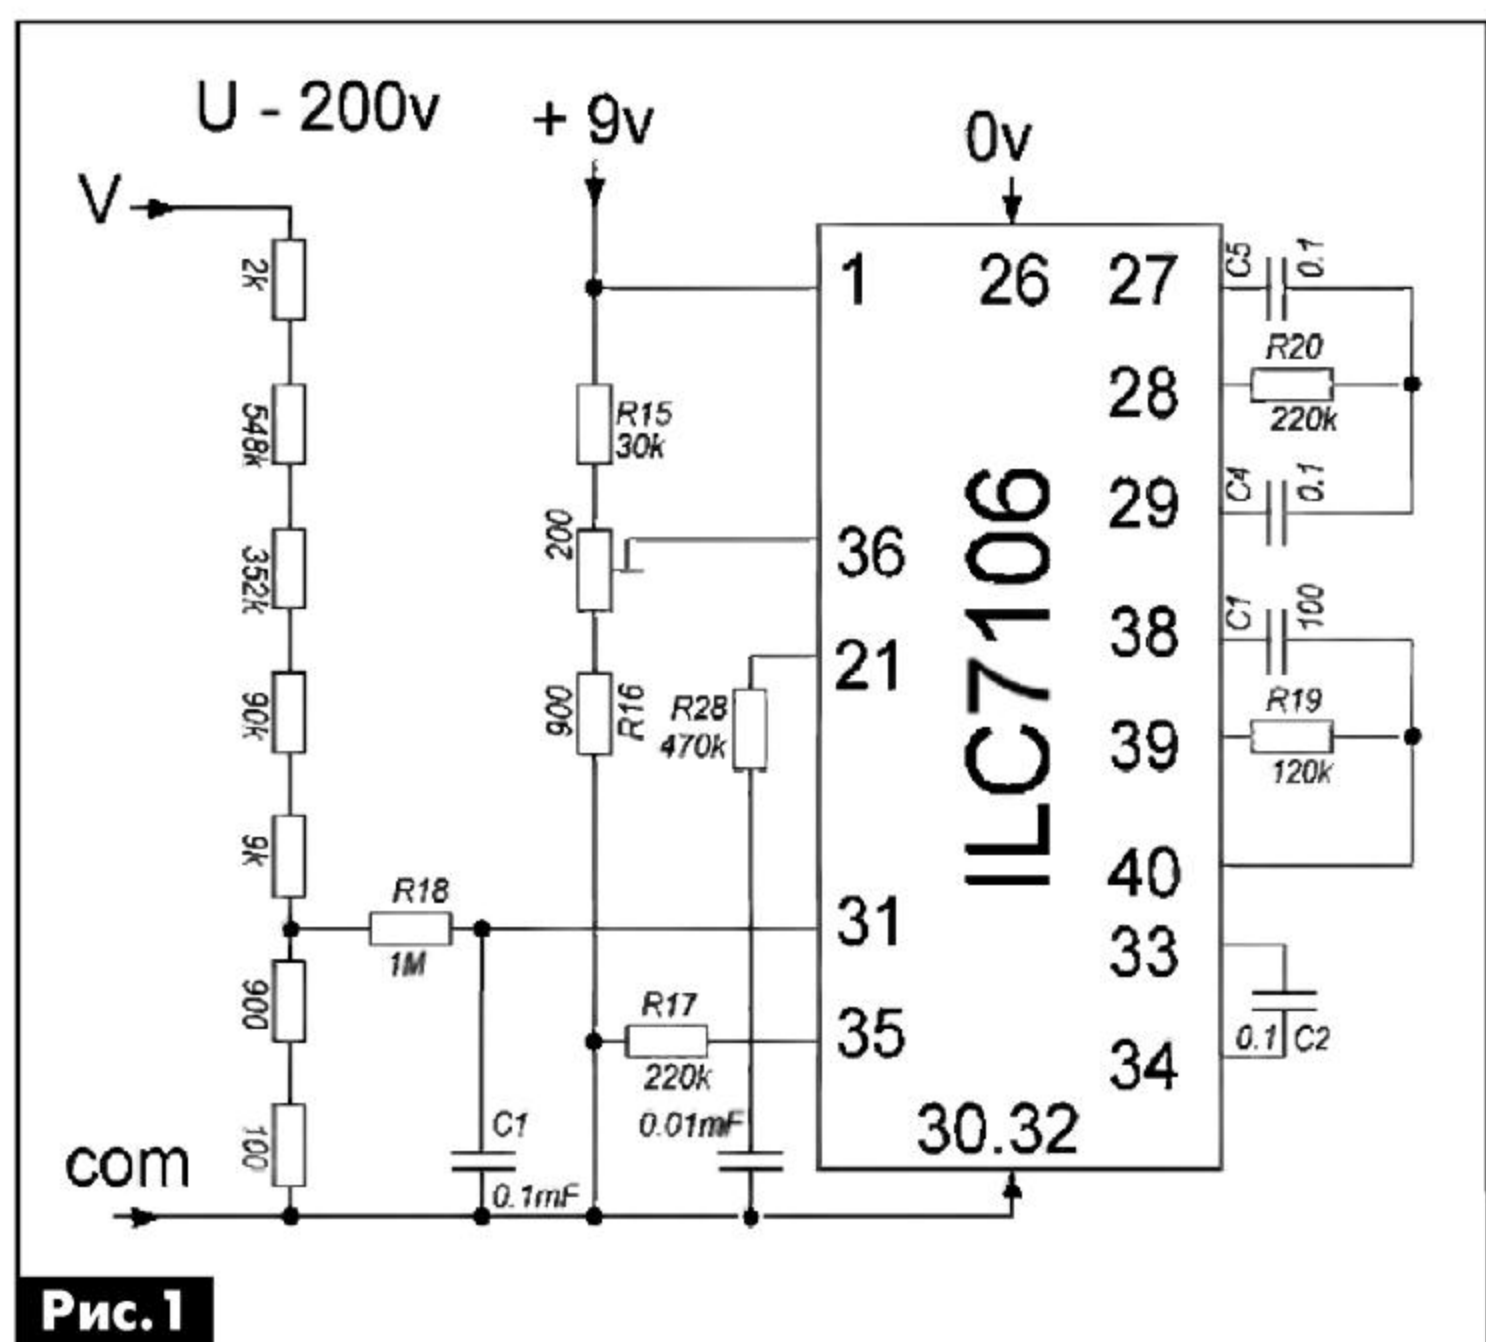 U - 200v
+ 9v
0v
V
2k
548k
352k
90k
9k
900
100
com
R15
30k
200
900
R16
R28
470k
R18
1M
R17
220k
C1
0.1mF
0.01mF
1
36
21
31
35
26
30.32
ILC7106
27
28
29
38
39
40
33
34
C5
0.1
R20
220k
C4
0.1
C1
100
R19
120k
0.1
C2
Рис.1